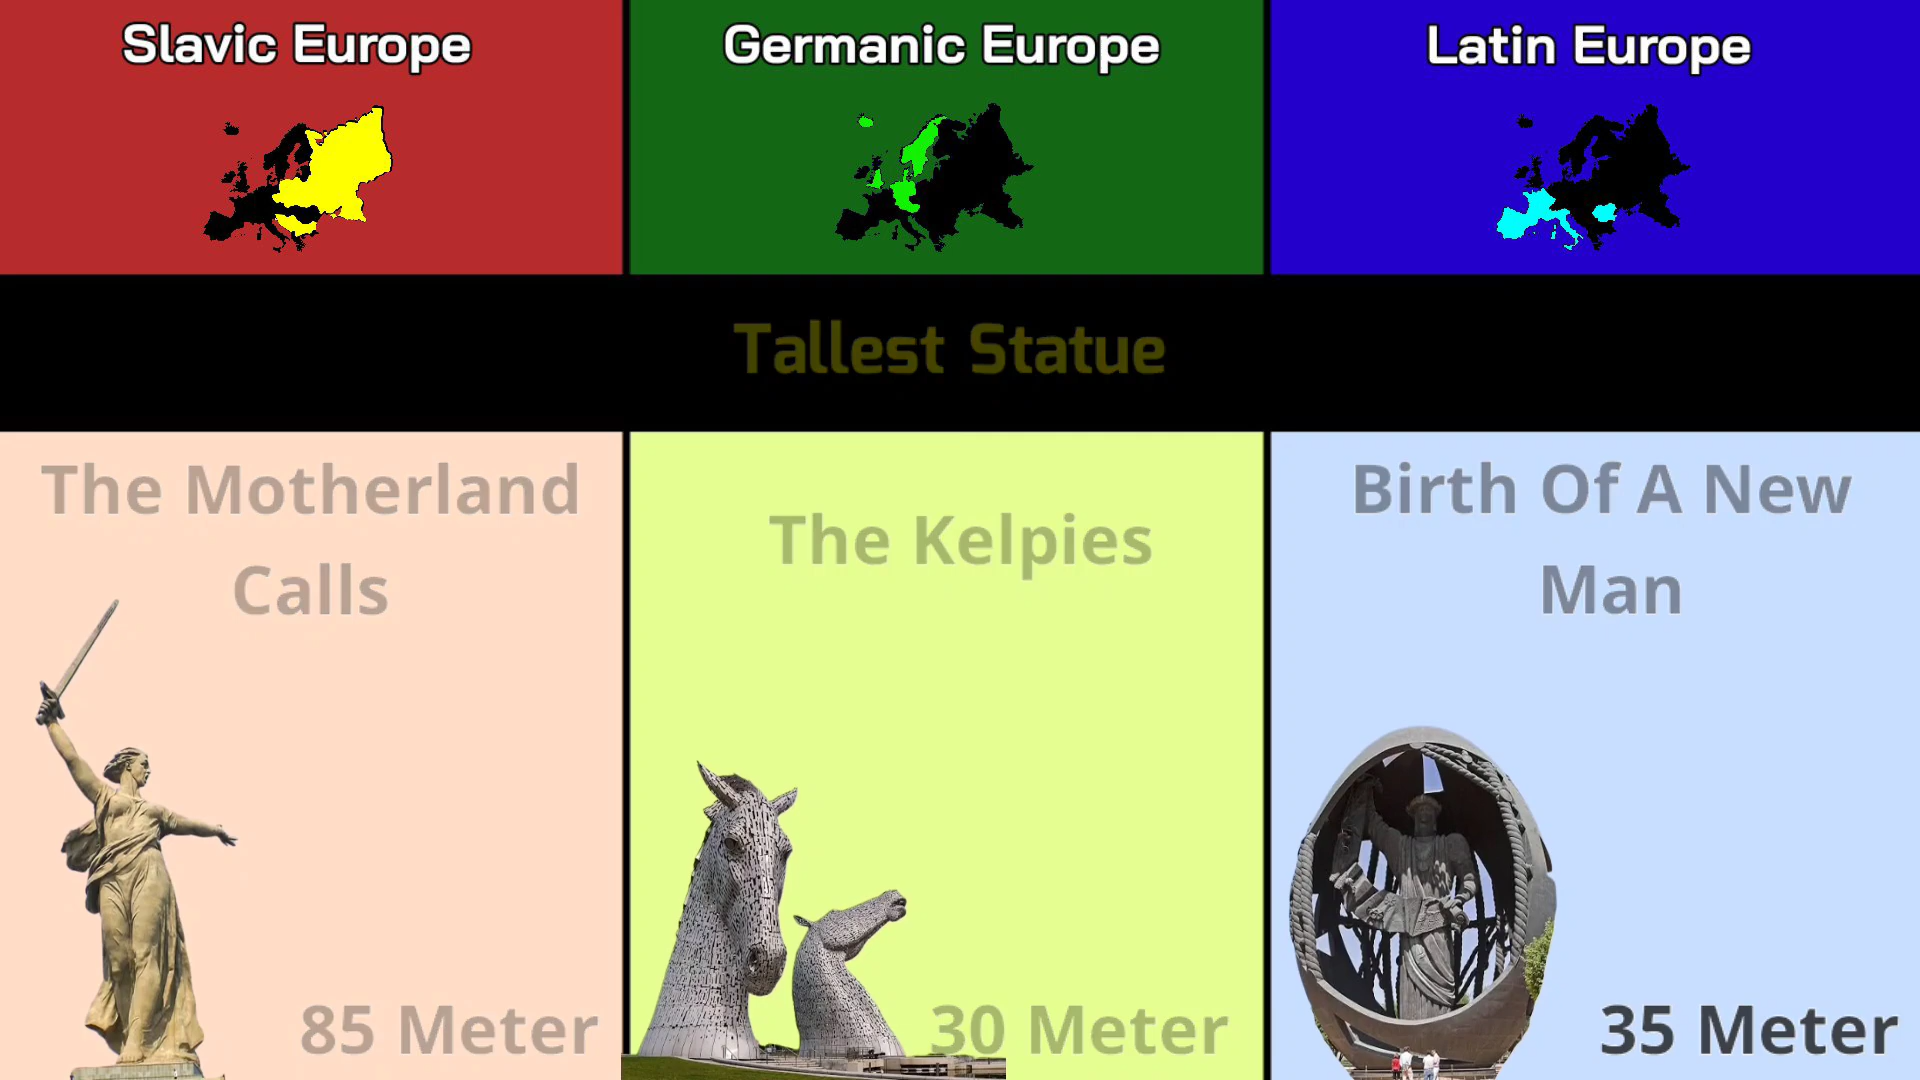 Slavic Europe
Germanic Europe
Latin Europe
Tallest Statue
The Motherland
Calls
85 Meter
The Kelpies
30 Meter
Birth Of A New
Man
35 Meter